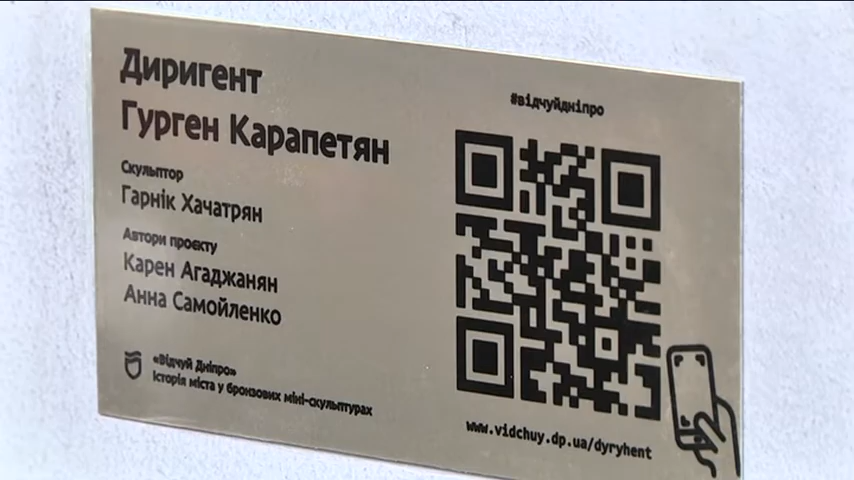 Диригент
Гурген Карапетян
Скульптор
Гарнік Хачатрян
Автори проєкту
Карен Агаджанян
Анна Самойленко
«Відчуй Дніпро»
Історія міста у бронзових міні-скульптурах
#відчуйдніпро
www.vidchuy.dp.ua/dyryhent